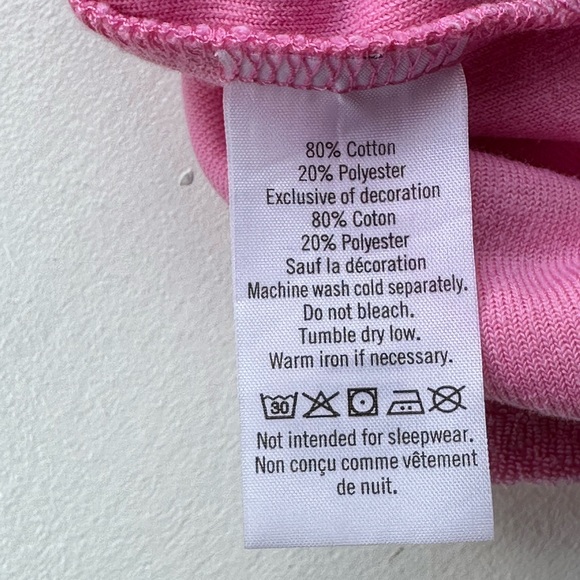 80% Cotton
20% Polyester
Exclusive of decoration
80% Coton
20% Polyester
Sauf la décoration
Machine wash cold separately.
Do not bleach.
Tumble dry low.
Warm iron if necessary.
30
Not intended for sleepwear.
Non conçu comme vêtement
de nuit.